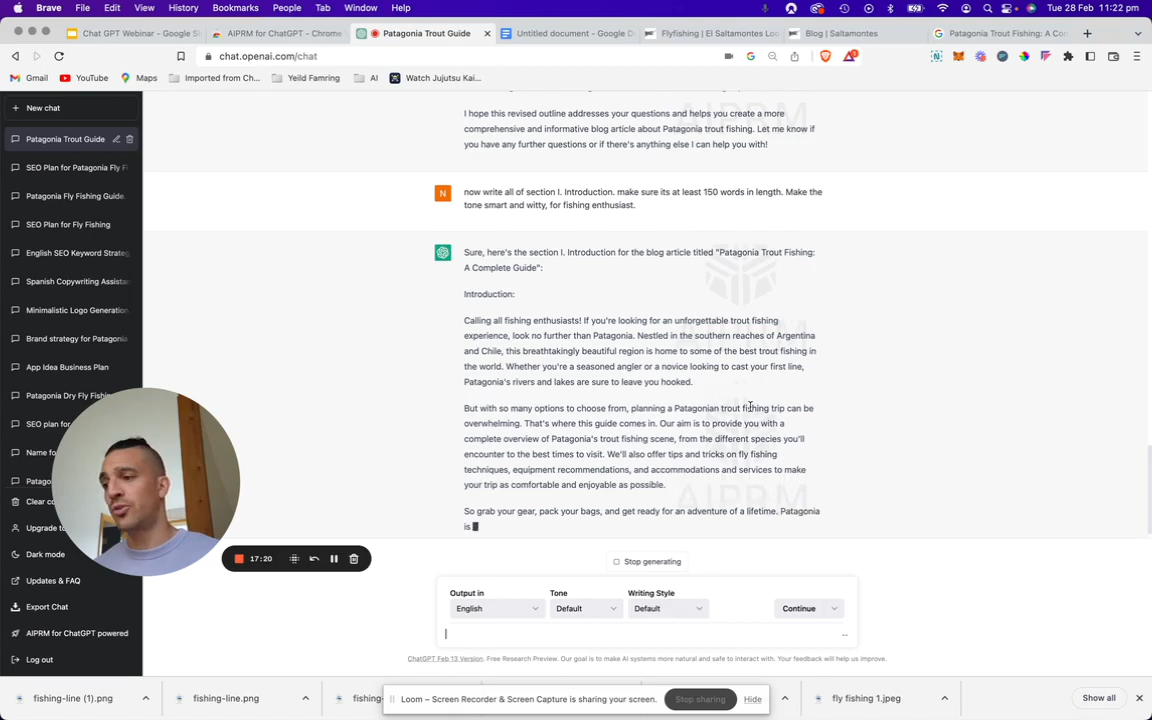 Brave File Edit View History Bookmarks People Tab Window Help Tue 28 Feb 11:22 pm
Chat GPT Webinar - Google Sl AIPRM for ChatGPT - Chrome Patagonia Trout Guide Untitled document - Google D Flyfishing | El Saltamontes Loo Blog | Saltamontes Patagonia Trout Fishing: A Con
chat.openai.com/chat
Gmail YouTube Maps Imported from Ch... Yeild Famring AI Watch Jujutsu Kai...
New chat
Patagonia Trout Guide
SEO Plan for Patagonia Fly F
Patagonia Fly Fishing Guide.
SEO Plan for Fly Fishing
English SEO Keyword Strateg
Spanish Copywriting Assistan
Minimalistic Logo Generation
Brand strategy for Patagonia
App Idea Business Plan
Patagonia Dry Fly Fishin
SEO plan for
Name fo
Patago
Clear co
Upgrade to
Dark mode
Updates & FAQ
Export Chat
AIPRM for ChatGPT powered
Log out
I hope this revised outline addresses your questions and helps you create a more
comprehensive and informative blog article about Patagonia trout fishing. Let me know if
you have any further questions or if there's anything else I can help you with!
N
now write all of section I. Introduction. make sure its at least 150 words in length. Make the
tone smart and witty, for fishing enthusiast.
Sure, here's the section I. Introduction for the blog article titled "Patagonia Trout Fishing:
A Complete Guide":
Introduction:
Calling all fishing enthusiasts! If you're looking for an unforgettable trout fishing
experience, look no further than Patagonia. Nestled in the southern reaches of Argentina
and Chile, this breathtakingly beautiful region is home to some of the best trout fishing in
the world. Whether you're a seasoned angler or a novice looking to cast your first line,
Patagonia's rivers and lakes are sure to leave you hooked.
But with so many options to choose from, planning a Patagonian trout fishing trip can be
overwhelming. That's where this guide comes in. Our aim is to provide you with a
complete overview of Patagonia's trout fishing scene, from the different species you'll
encounter to the best times to visit. We'll also offer tips and tricks on fly fishing
techniques, equipment recommendations, and accommodations and services to make
your trip as comfortable and enjoyable as possible.
So grab your gear, pack your bags, and get ready for an adventure of a lifetime. Patagonia
is
AIPRM
AIPRM
AIPRM
17:20
Stop generating
Output in Tone Writing Style
English Default Default Continue
ChatGPT Feb 13 Version. Free Research Preview. Our goal is to make AI systems more natural and safe to interact with. Your feedback will help us improve.
fishing-line (1).png fishing-line.png fishing- Loom – Screen Recorder & Screen Capture is sharing your screen. Stop sharing Hide fly fishing 1.jpeg Show all